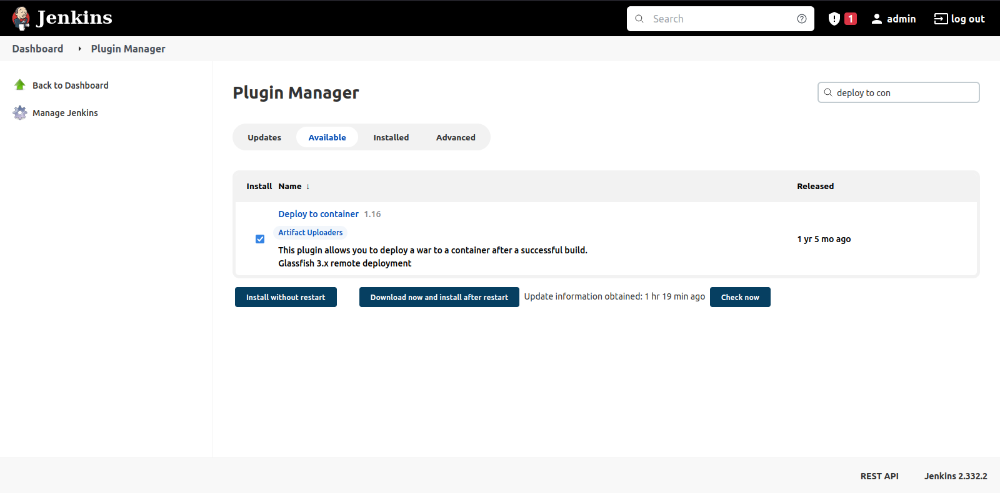 Jenkins
Search
1
admin
log out
Dashboard
Plugin Manager
Back to Dashboard
Manage Jenkins
Plugin Manager
deploy to con
Updates
Available
Installed
Advanced
Install Name ↓ Released
Deploy to container 1.16
Artifact Uploaders
This plugin allows you to deploy a war to a container after a successful build.
Glassfish 3.x remote deployment
1 yr 5 mo ago
Install without restart
Download now and install after restart
Update information obtained: 1 hr 19 min ago
Check now
REST API
Jenkins 2.332.2